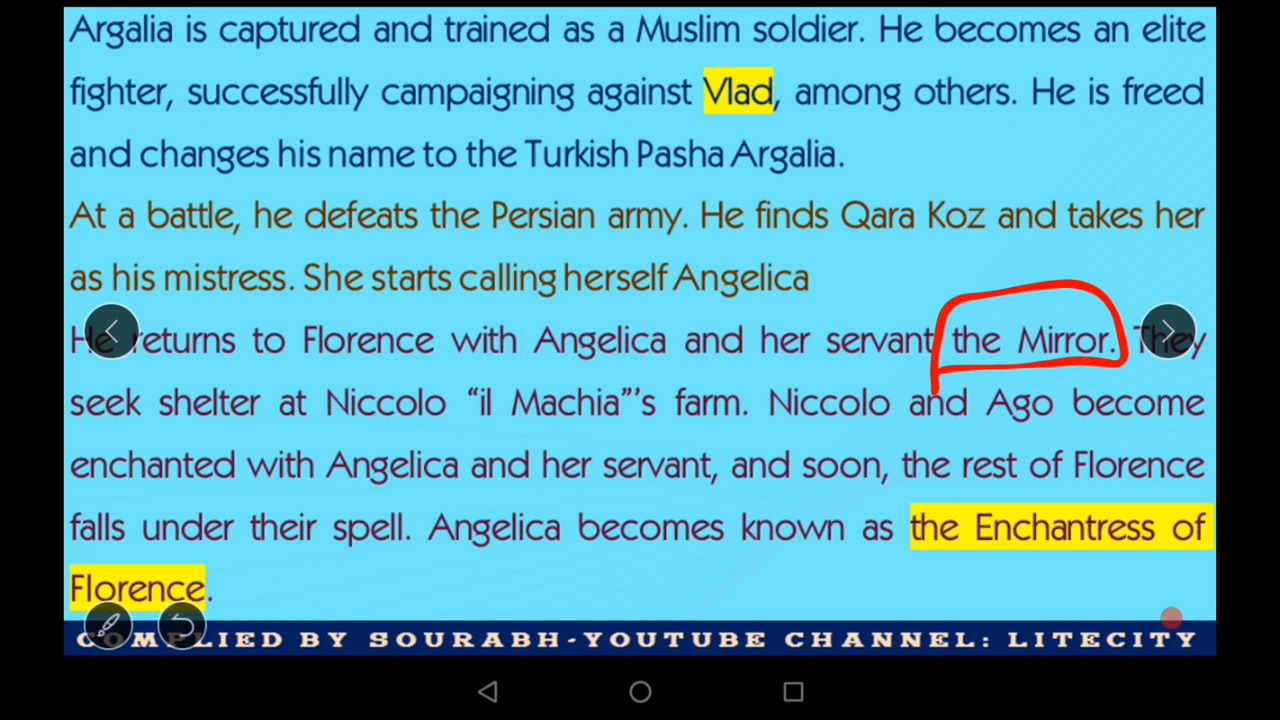 Argalia is captured and trained as a Muslim soldier. He becomes an elite
fighter, successfully campaigning against Vlad, among others. He is freed
and changes his name to the Turkish Pasha Argalia.
At a battle, he defeats the Persian army. He finds Qara Koz and takes her
as his mistress. She starts calling herself Angelica
He returns to Florence with Angelica and her servant the Mirror. They
seek shelter at Niccolo “il Machia”’s farm. Niccolo and Ago become
enchanted with Angelica and her servant, and soon, the rest of Florence
falls under their spell. Angelica becomes known as the Enchantress of
Florence.
COMPLIED BY SOURABH-YOUTUBE CHANNEL: LITECITY